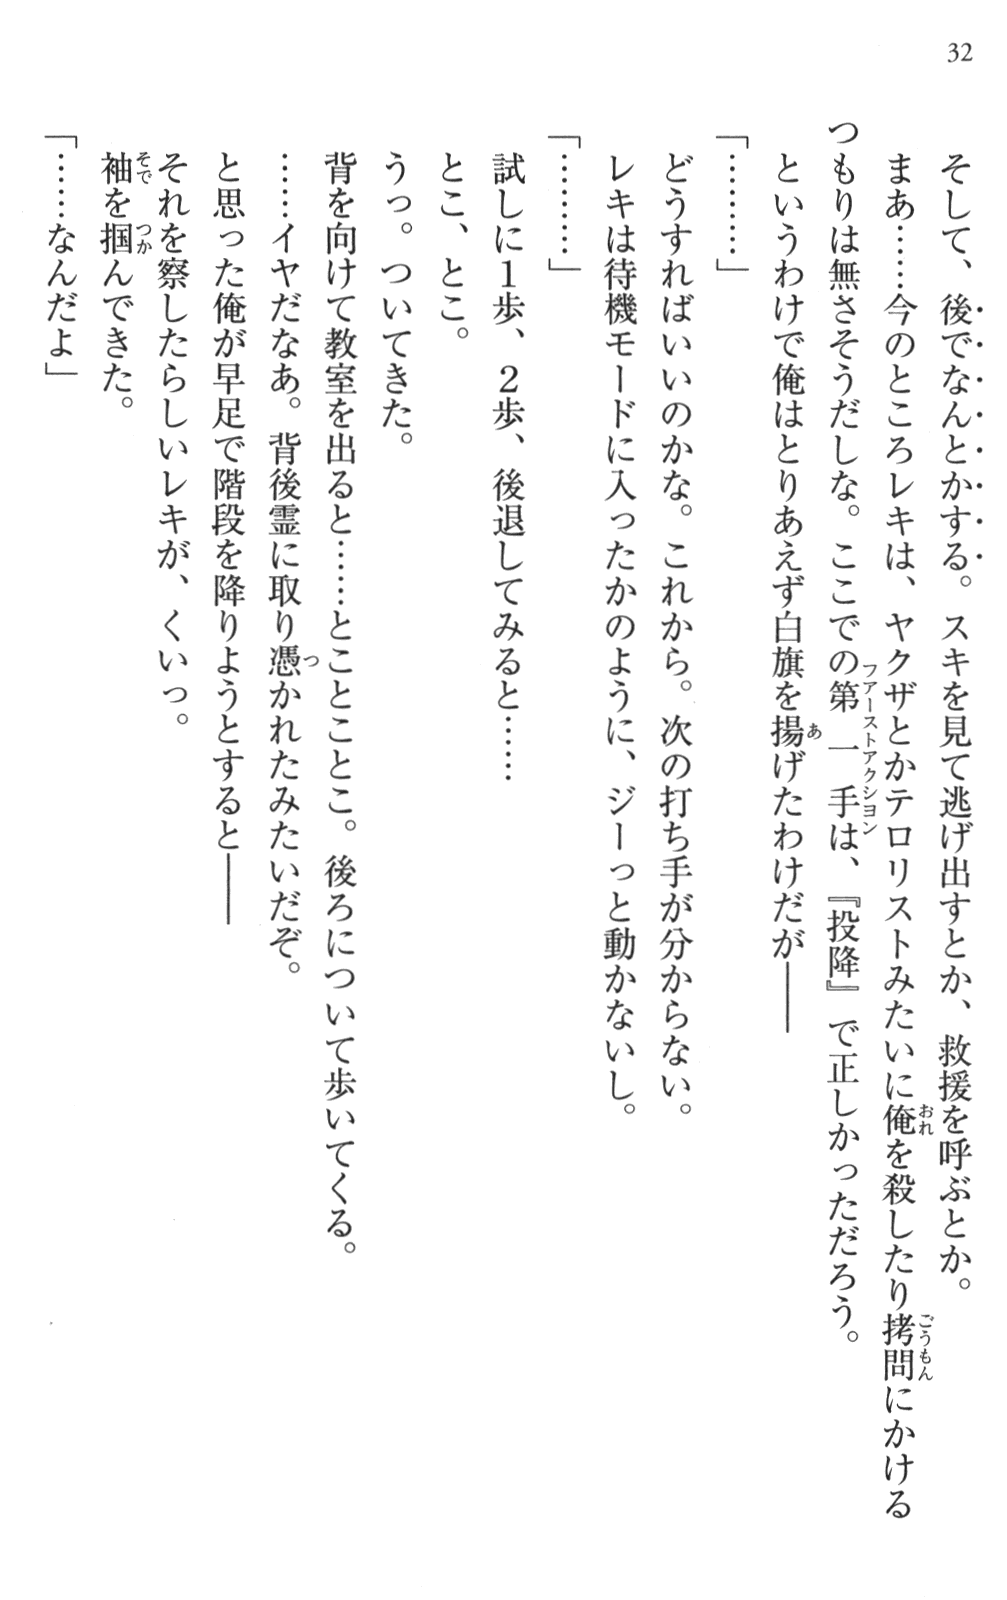 32
そして、後でなんとかする。スキを見て逃げ出すとか、救援を呼ぶとか。
まあ……今のところレキは、ヤクザとかテロリストみたいに俺を殺したり拷問にかける
つもりは無さそうだしな。ここでの第一手は、『投降』で正しかっただろう。
というわけで俺はとりあえず白旗を揚げたわけだが――
「………」
どうすればいいのかな。これから。次の打ち手が分からない。
レキは待機モードに入ったかのように、ジーっと動かないし。
「………」
試しに1歩、2歩、後退してみると……
とこ、とこ。
うっ。ついてきた。
背を向けて教室を出ると……とことことこ。後ろについて歩いてくる。
……イヤだなあ。背後霊に取り憑かれたみたいだぞ。
と思った俺が早足で階段を降りようとすると――
それを察したらしいレキが、くいっ。
袖を掴んできた。
「……なんだよ」